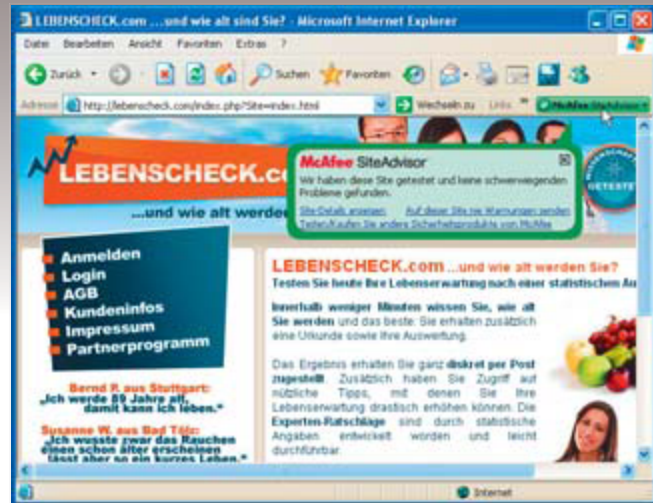 LEBENSCHECK.com ...und wie alt sind Sie? - Microsoft Internet Explorer
Datei Bearbeiten Ansicht Favoriten Extras ?
Zurück Suchen Favoriten
Adresse http://lebenscheck.com/index.php?Site=index.html Wechseln zu Links » McAfee SiteAdvisor
LEBENSCHECK.c
...und wie alt werde
McAfee SiteAdvisor
Wir haben diese Site getestet und keine schwerwiegenden
Probleme gefunden.
Site-Details anzeigen Auf dieser Site nie Warnungen senden
Testen/Kaufen Sie andere Sicherheitsprodukte von McAfee
GETESTET
Anmelden
Login
AGB
Kundeninfos
Impressum
Partnerprogramm
Bernd P. aus Stuttgart:
„Ich werde 89 Jahre alt,
damit kann ich leben.“
Susanne W. aus Bad Tölz:
„Ich wusste zwar das Rauchen
einen schon älter erscheinen
lässt aber so ein kurzes Leben.“
LEBENSCHECK.com ...und wie alt werden Sie?
Testen Sie heute Ihre Lebenserwartung nach einer statistischen Au
Innerhalb weniger Minuten wissen Sie, wie alt
Sie werden und das beste: Sie erhalten zusätzlich
eine Urkunde sowie Ihre Auswertung.
Das Ergebnis erhalten Sie ganz diskret per Post
zugestellt. Zusätzlich haben Sie Zugriff auf
nützliche Tipps, mit denen Sie Ihre
Lebenserwartung drastisch erhöhen können. Die
Experten-Ratschläge sind durch statistische
Angaben entwickelt worden und leicht
durchführbar.
Internet